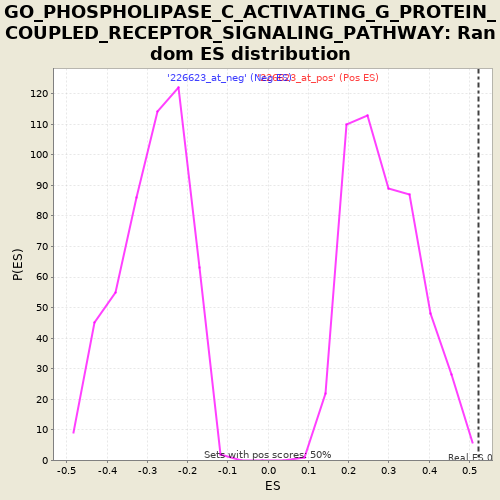 GO_PHOSPHOLIPASE_C_ACTIVATING_G_PROTEIN_
COUPLED_RECEPTOR_SIGNALING_PATHWAY: Ran
dom ES distribution
'226623_at_neg' (Neg ES)
'226623_at_pos' (Pos ES)
120
110
100
90
80
70
60
50
40
30
20
10
0
P(ES)
Sets with pos scores: 50%
Real ES 0
-0.5 -0.4 -0.3 -0.2 -0.1 0.0 0.1 0.2 0.3 0.4 0.5
ES